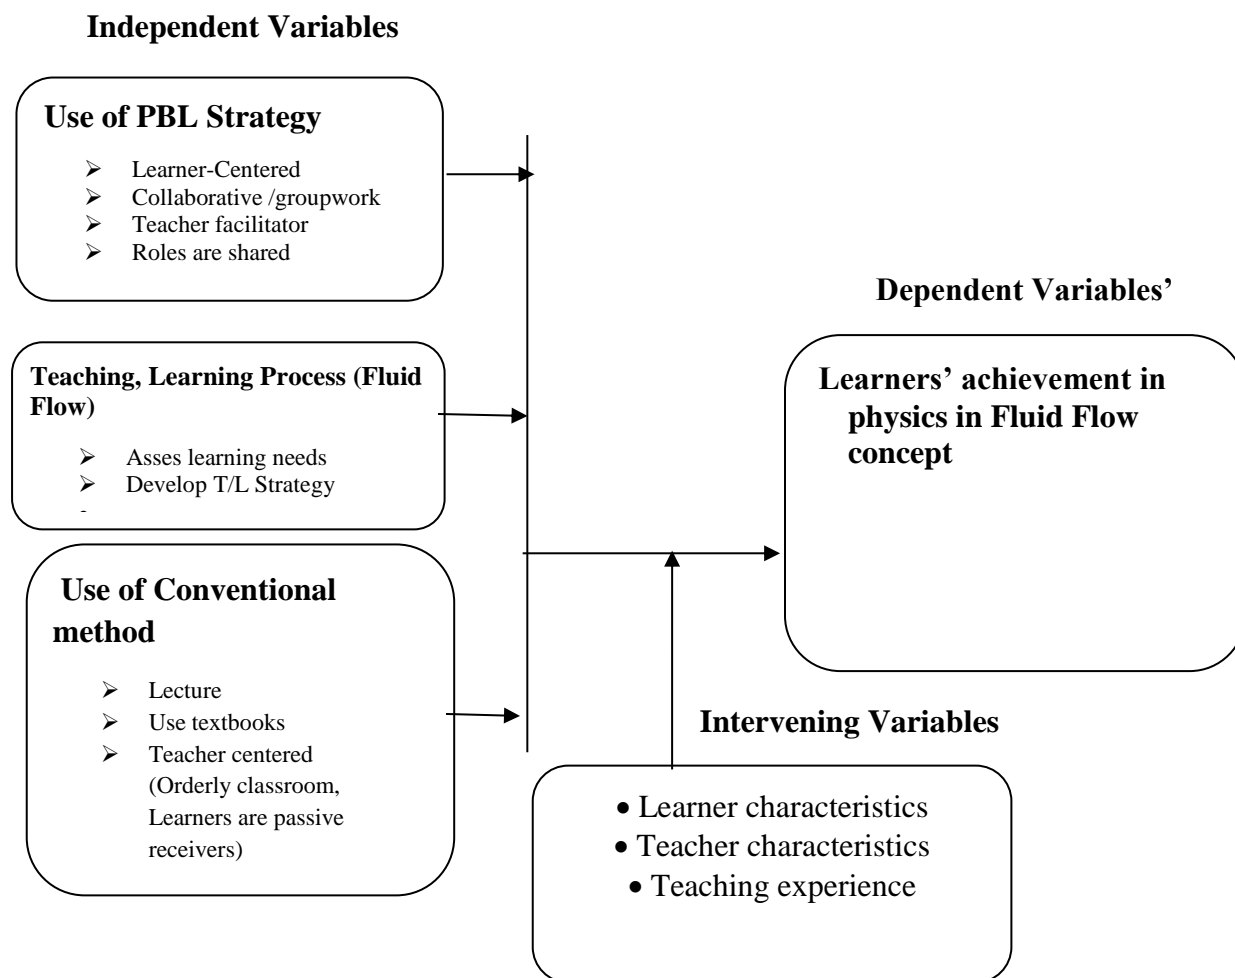 Independent Variables
Use of PBL Strategy
➢ Learner-Centered
➢ Collaborative /groupwork
➢ Teacher facilitator
➢ Roles are shared
Teaching, Learning Process (Fluid
Flow)
➢ Asses learning needs
➢ Develop T/L Strategy
-
Use of Conventional
method
➢ Lecture
➢ Use textbooks
➢ Teacher centered
(Orderly classroom,
Learners are passive
receivers)
Dependent Variables’
Learners’ achievement in
physics in Fluid Flow
concept
Intervening Variables
• Learner characteristics
• Teacher characteristics
• Teaching experience